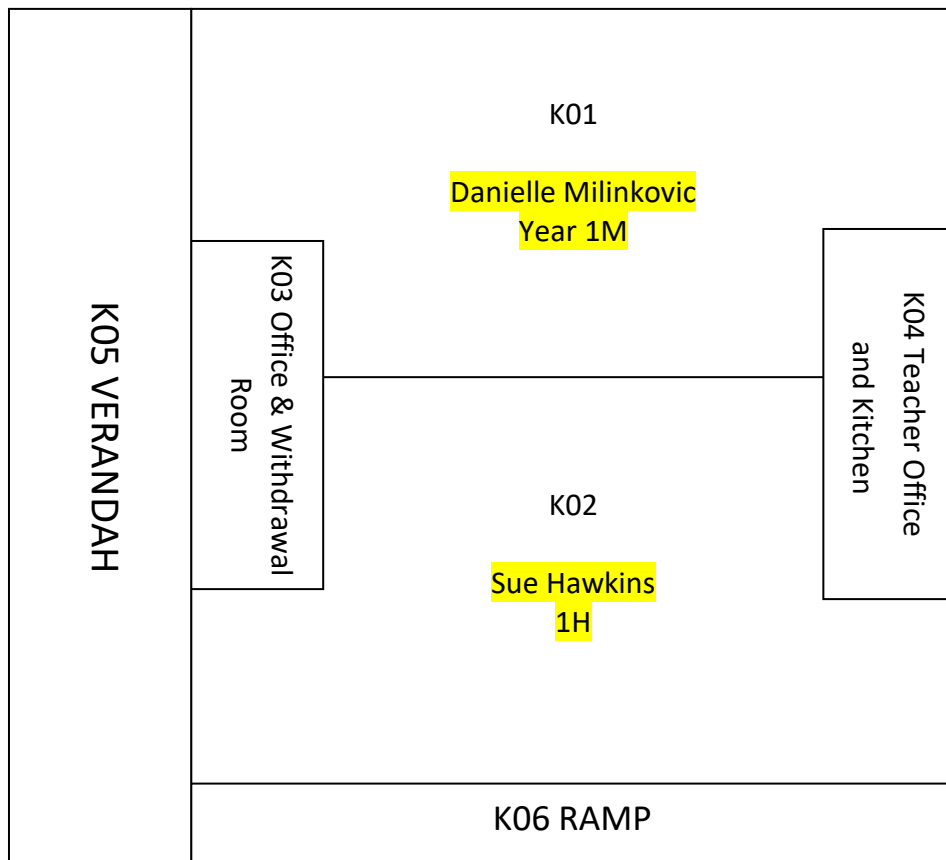 K01
Danielle Milinkovic
Year 1M
K05 VERANDAH
K03 Office & Withdrawal
Room
K04 Teacher Office
and Kitchen
K02
Sue Hawkins
1H
K06 RAMP